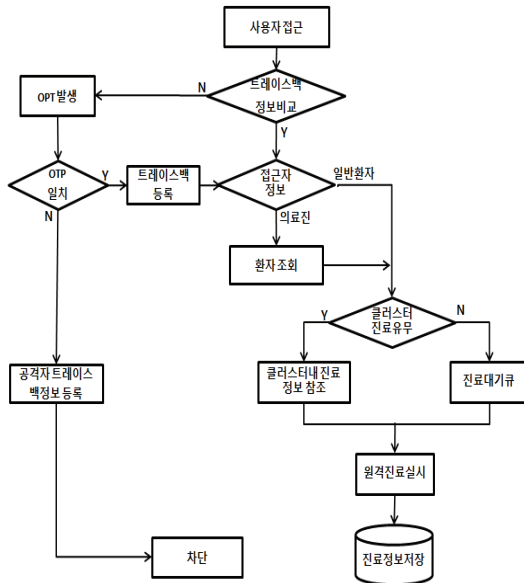 사용자 접근
트레이스백
정보비교
N
Y
OPT 발생
OTP
일치
Y
N
트레이스백
등록
접근자
정보
일반환자
의료진
환자 조회
클러스터
진료유무
Y
N
클러스터내 진료
정보 참조
진료대기큐
공격자 트레이스
백정보 등록
원격진료실시
차단
진료정보저장